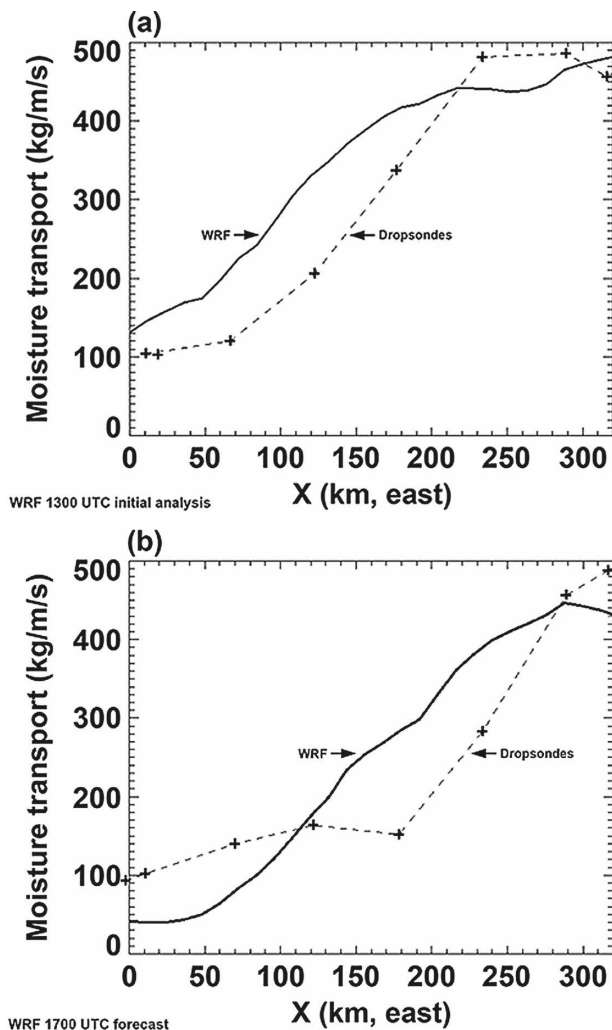 (a)
Moisture transport (kg/m/s)
500
400
300
200
100
0
WRF
Dropsondes
0 50 100 150 200 250 300
X (km, east)
WRF 1300 UTC initial analysis
(b)
Moisture transport (kg/m/s)
500
400
300
200
100
0
WRF
Dropsondes
0 50 100 150 200 250 300
X (km, east)
WRF 1700 UTC forecast